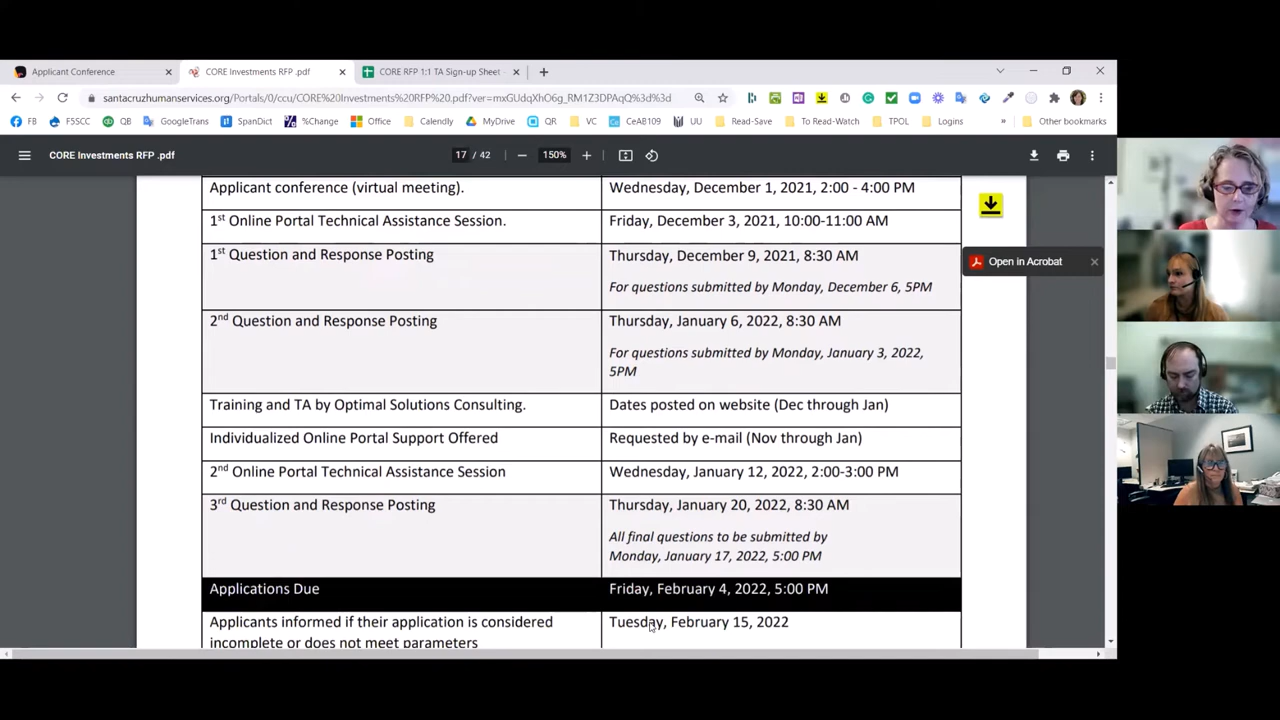 Applicant Conference
CORE Investments RFP .pdf
CORE RFP 1:1 TA Sign-up Sheet -
santacruzhumanservices.org/Portals/0/ccu/CORE%20Investments%20RFP%20.pdf?ver=mxGUdqXhO6g_RM1Z3DPAqQ%3d%3d
FB
F5SCC
QB
GoogleTrans
SpanDict
%Change
Office
Calendly
MyDrive
QR
VC
CeAB109
UU
Read-Save
To Read-Watch
TPOL
Logins
»
Other bookmarks
CORE Investments RFP .pdf
17 / 42
150%
Open in Acrobat
Applicant conference (virtual meeting).
Wednesday, December 1, 2021, 2:00 - 4:00 PM
1st Online Portal Technical Assistance Session.
Friday, December 3, 2021, 10:00-11:00 AM
1st Question and Response Posting
Thursday, December 9, 2021, 8:30 AM
For questions submitted by Monday, December 6, 5PM
2nd Question and Response Posting
Thursday, January 6, 2022, 8:30 AM
For questions submitted by Monday, January 3, 2022,
5PM
Training and TA by Optimal Solutions Consulting.
Dates posted on website (Dec through Jan)
Individualized Online Portal Support Offered
Requested by e-mail (Nov through Jan)
2nd Online Portal Technical Assistance Session
Wednesday, January 12, 2022, 2:00-3:00 PM
3rd Question and Response Posting
Thursday, January 20, 2022, 8:30 AM
All final questions to be submitted by
Monday, January 17, 2022, 5:00 PM
Applications Due
Friday, February 4, 2022, 5:00 PM
Applicants informed if their application is considered
incomplete or does not meet parameters
Tuesday, February 15, 2022